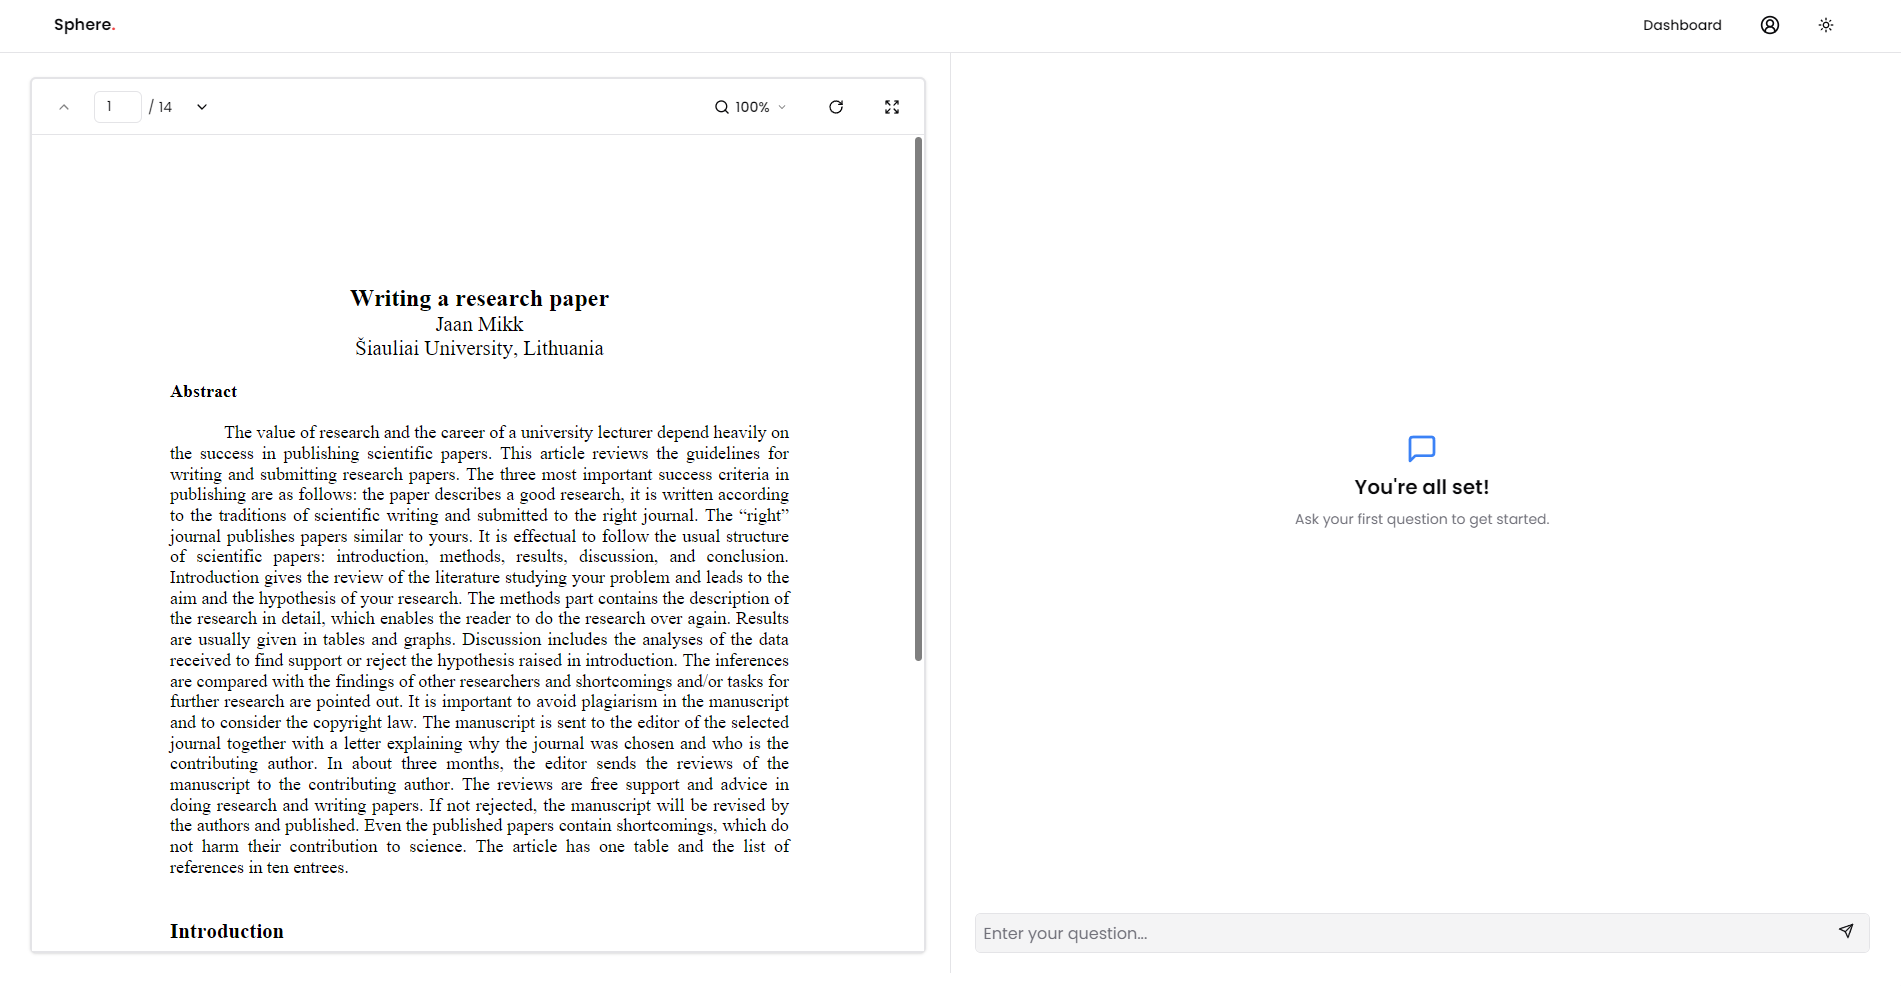 Sphere.
Dashboard
1 / 14
100%
Writing a research paper
Jaan Mikk
Šiauliai University, Lithuania
Abstract
The value of research and the career of a university lecturer depend heavily on
the success in publishing scientific papers. This article reviews the guidelines for
writing and submitting research papers. The three most important success criteria in
publishing are as follows: the paper describes a good research, it is written according
to the traditions of scientific writing and submitted to the right journal. The “right”
journal publishes papers similar to yours. It is effectual to follow the usual structure
of scientific papers: introduction, methods, results, discussion, and conclusion.
Introduction gives the review of the literature studying your problem and leads to the
aim and the hypothesis of your research. The methods part contains the description of
the research in detail, which enables the reader to do the research over again. Results
are usually given in tables and graphs. Discussion includes the analyses of the data
received to find support or reject the hypothesis raised in introduction. The inferences
are compared with the findings of other researchers and shortcomings and/or tasks for
further research are pointed out. It is important to avoid plagiarism in the manuscript
and to consider the copyright law. The manuscript is sent to the editor of the selected
journal together with a letter explaining why the journal was chosen and who is the
contributing author. In about three months, the editor sends the reviews of the
manuscript to the contributing author. The reviews are free support and advice in
doing research and writing papers. If not rejected, the manuscript will be revised by
the authors and published. Even the published papers contain shortcomings, which do
not harm their contribution to science. The article has one table and the list of
references in ten entrees.
Introduction
You're all set!
Ask your first question to get started.
Enter your question...